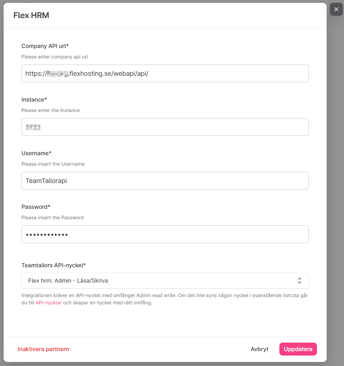 Flex HRM
Company API url*
Please enter company api url
https:// .flexhosting.se/webapi/api/
Instance*
Please enter the Instance
Username*
Please insert the Username
TeamTailorapi
Password*
Please insert the Password
••••••••••••
Teamtailors API-nyckel*
Flex hrm: Admin - Läsa/Skriva
Integrationen kräver en API-nyckel med omfånget Admin read write. Om det inte syns någon nyckel i ovanstående listruta går
du till API-nycklar och skapar en nyckel med rätt omfång.
Inaktivera partnern
Avbryt
Uppdatera